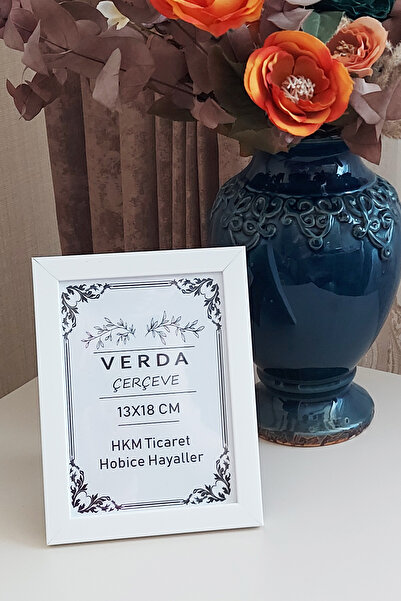 VERDA
ÇERÇEVE
13X18 CM
HKM Ticaret
Hobice Hayaller